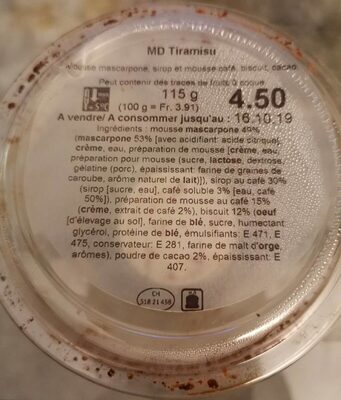 MD Tiramisu
mousse mascarpone, sirop et mousse café, biscuit, cacao
Peut contenir des traces de fruits à coque.
115 g 4.50
(100 g = Fr. 3.91)
A vendre/ A consommer jusqu'au : 16.10.19
Ingrédients : mousse mascarpone 49%
(mascarpone 53% [avec acidifiant: acide citrique],
crème, eau, préparation de mousse [crème, eau,
préparation pour mousse (sucre, lactose, dextrose,
gélatine (porc), épaississant: farine de graines de
caroube, arôme naturel de lait)]), sirop au café 30%
(sirop [sucre, eau], café soluble 3% [eau, café
50%]), préparation de mousse au café 15%
(crème, extrait de café 2%), biscuit 12% (oeuf
[d'élevage au sol], farine de blé, sucre, humectant:
glycérol, protéine de blé, émulsifiants: E 471, E
475, conservateur: E 281, farine de malt d'orge,
arômes), poudre de cacao 2%, épaississant: E
407.
CH